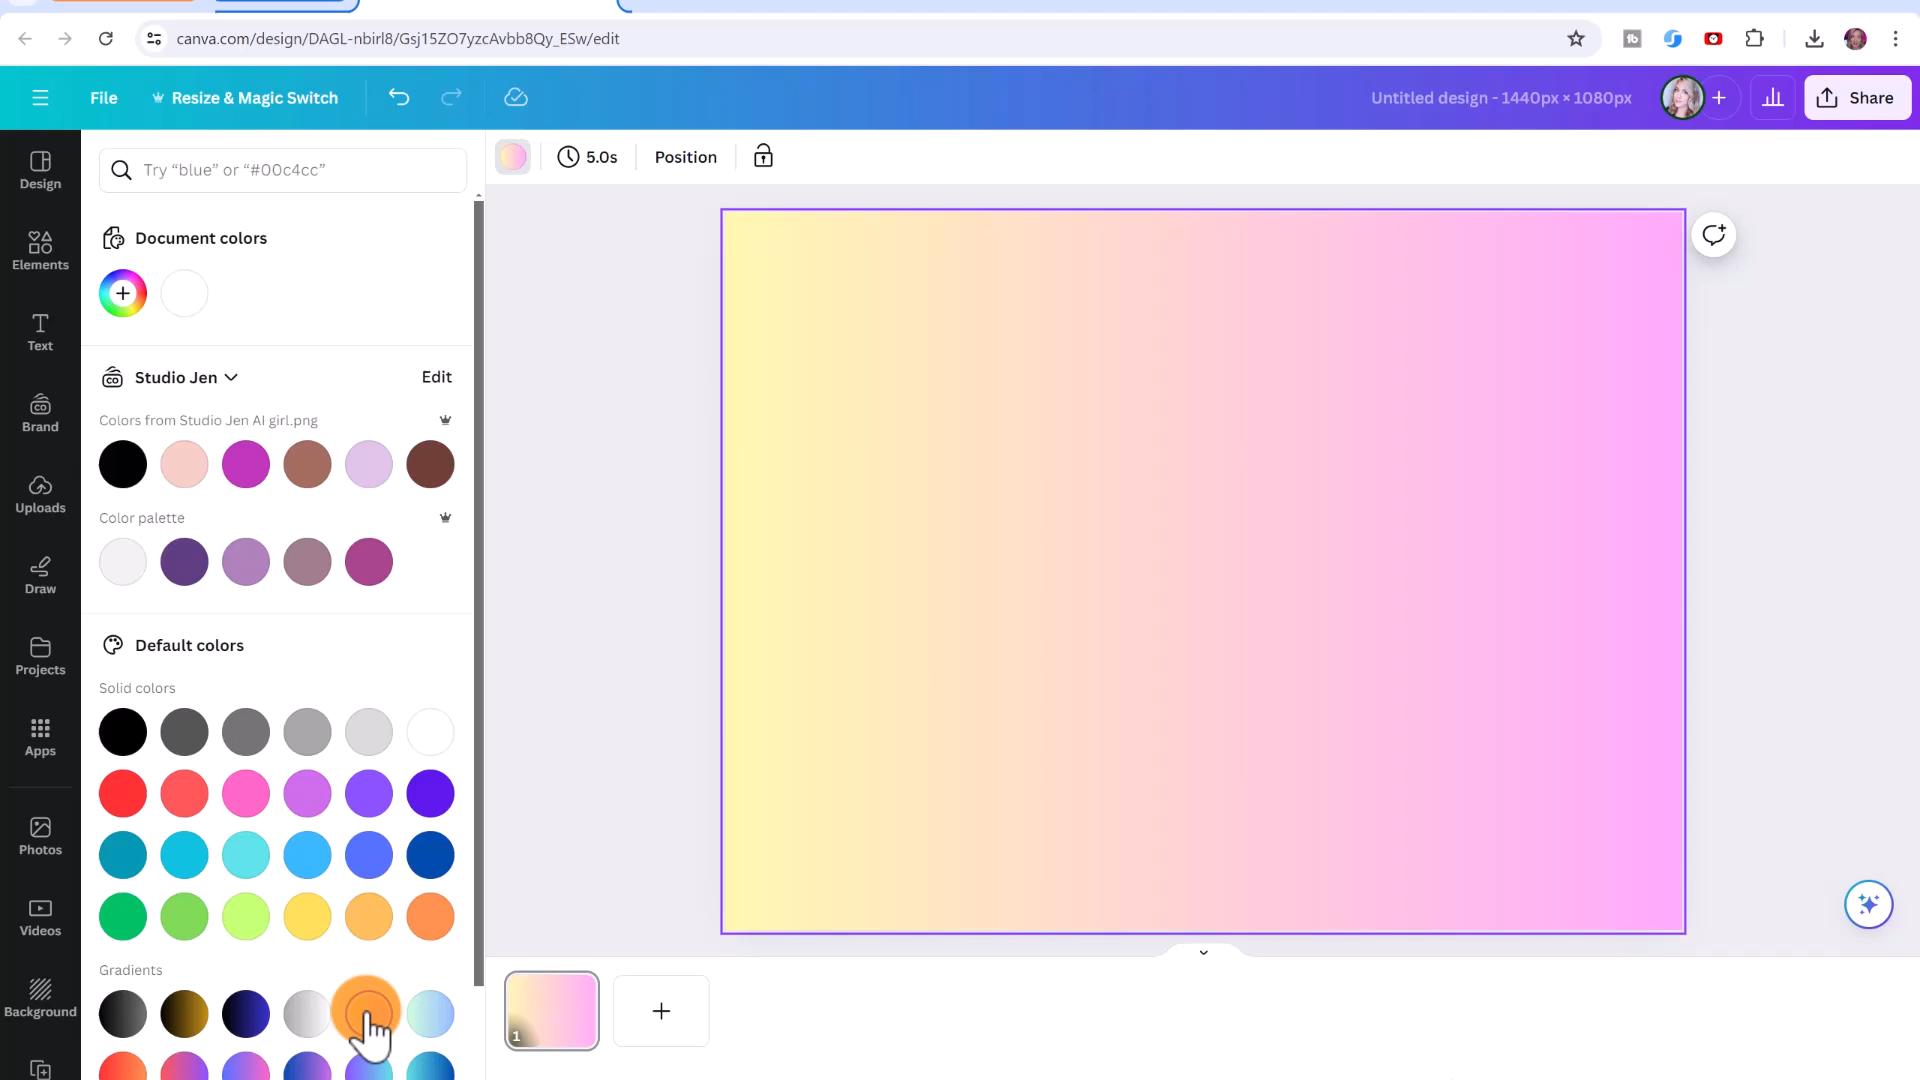 canva.com/design/DAGL-nbirl8/Gsj15ZO7yzcAvbb8Qy_ESw/edit
File
Resize & Magic Switch
Untitled design - 1440px × 1080px
Share
Design
Elements
Text
Brand
Uploads
Draw
Projects
Apps
Photos
Videos
Background
Try “blue” or “#00c4cc”
Document colors
Studio Jen
Edit
Colors from Studio Jen AI girl.png
Color palette
Default colors
Solid colors
Gradients
5.0s
Position
1